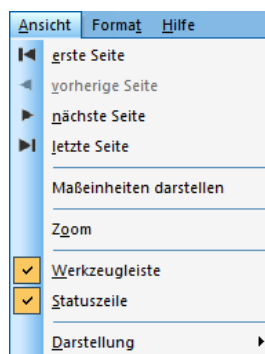 Ansicht Format Hilfe
erste Seite
vorherige Seite
nächste Seite
letzte Seite
Maßeinheiten darstellen
Zoom
Werkzeugleiste
Statuszeile
Darstellung